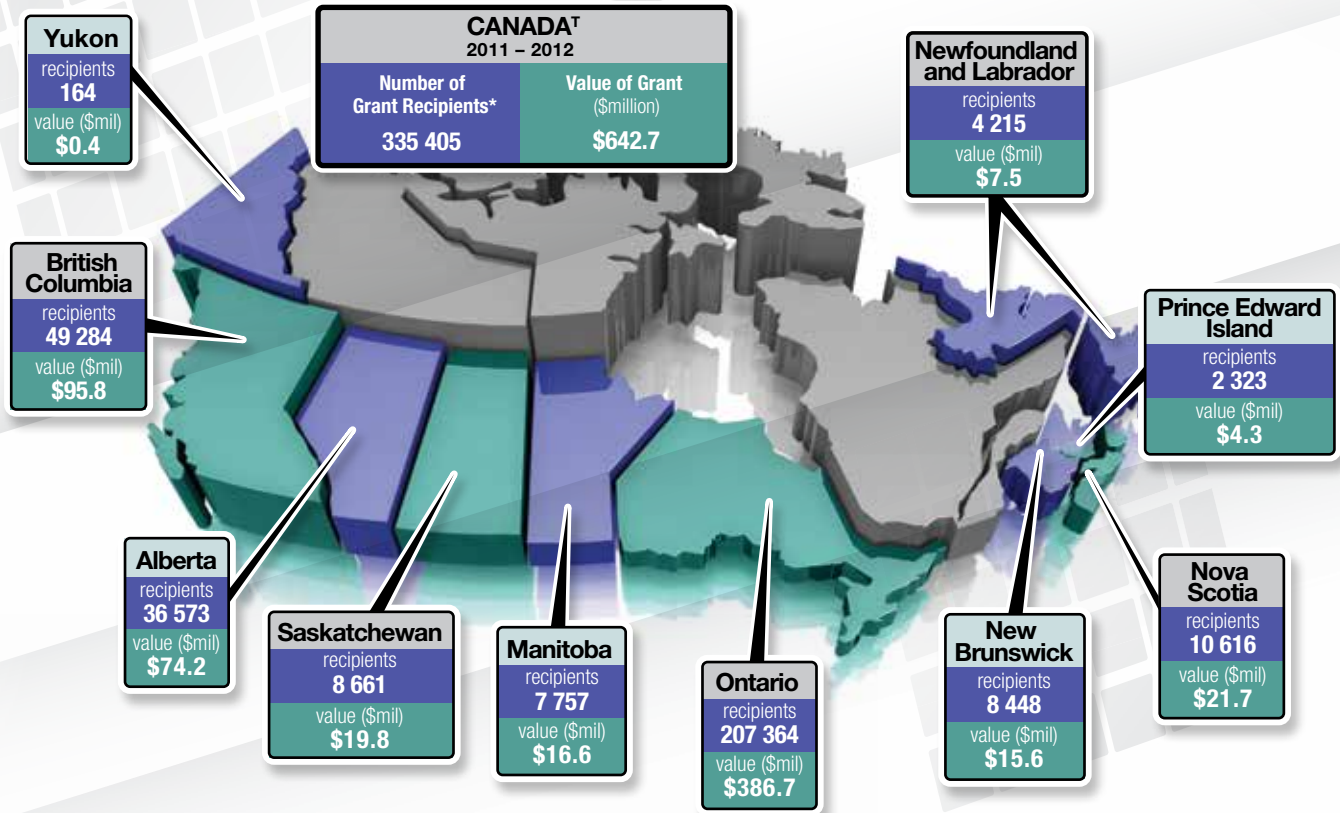 CANADAᵀ
2011 – 2012
Number of
Grant Recipients*
335 405
Value of Grant
($million)
$642.7
Yukon
recipients
164
value ($mil)
$0.4
Newfoundland
and Labrador
recipients
4 215
value ($mil)
$7.5
British
Columbia
recipients
49 284
value ($mil)
$95.8
Prince Edward
Island
recipients
2 323
value ($mil)
$4.3
Alberta
recipients
36 573
value ($mil)
$74.2
Saskatchewan
recipients
8 661
value ($mil)
$19.8
Manitoba
recipients
7 757
value ($mil)
$16.6
Ontario
recipients
207 364
value ($mil)
$386.7
New
Brunswick
recipients
8 448
value ($mil)
$15.6
Nova
Scotia
recipients
10 616
value ($mil)
$21.7